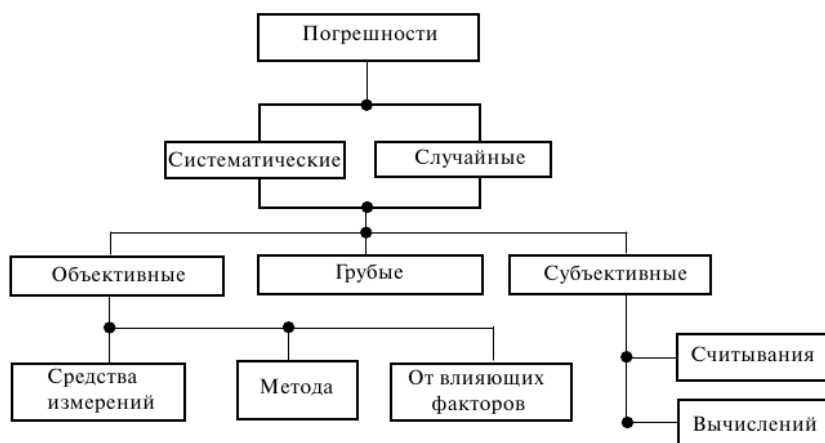 Погрешности
Систематические
Случайные
Объективные
Грубые
Субъективные
Средства
измерений
Метода
От влияющих
факторов
Считывания
Вычислений